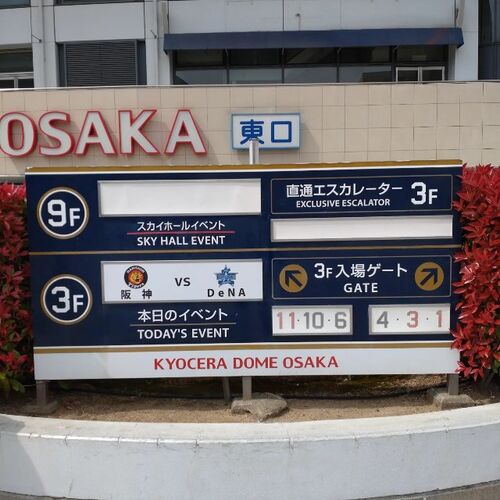 OSAKA
東口
9F
スカイホールイベント
SKY HALL EVENT
直通エスカレーター 3F
EXCLUSIVE ESCALATOR
3F
阪神 VS DeNA
本日のイベント
TODAY'S EVENT
3F入場ゲート
GATE
11・10・6
4・3・1
KYOCERA DOME OSAKA